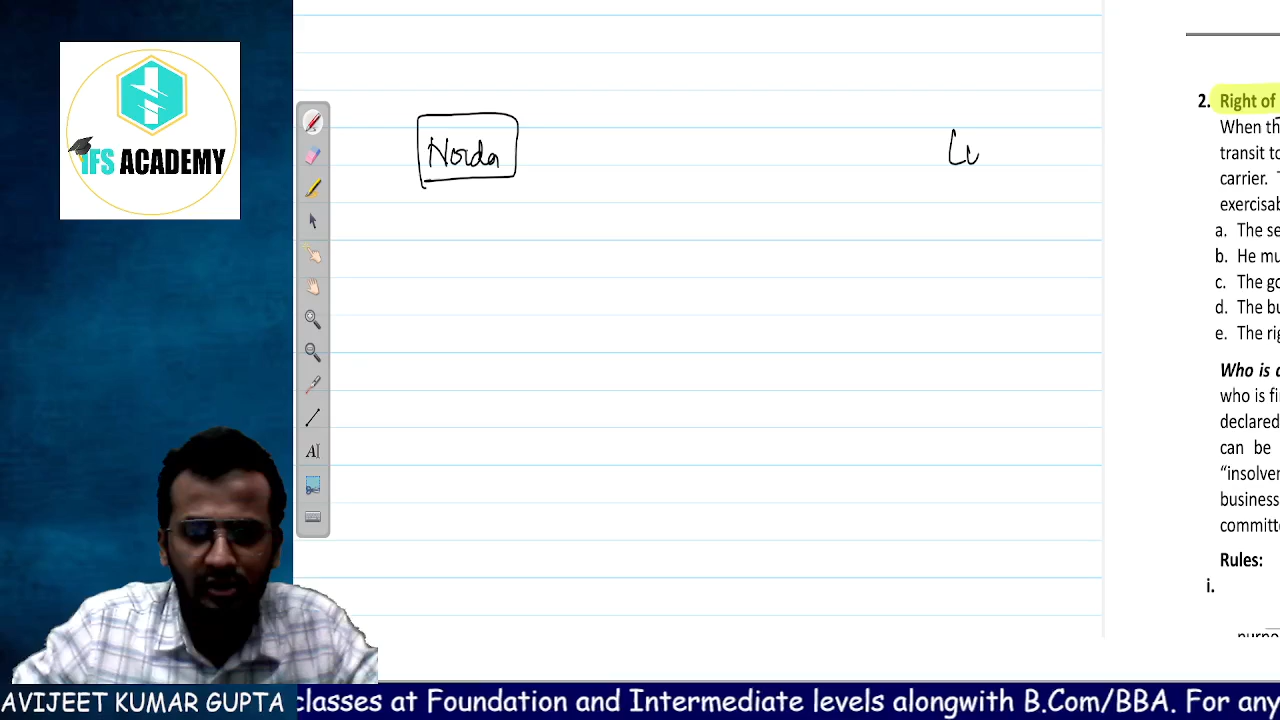 IFS ACADEMY
Noida
2. Right of
When th
transit to
carrier.
exercisab
a. The se
b. He mu
c. The go
d. The bu
e. The rig
Who is a
who is fi
declared
can be
"insolven
business
committe
Rules:
i.
AVIJEET KUMAR GUPTA
classes at Foundation and Intermediate levels alongwith B.Com/BBA. For any